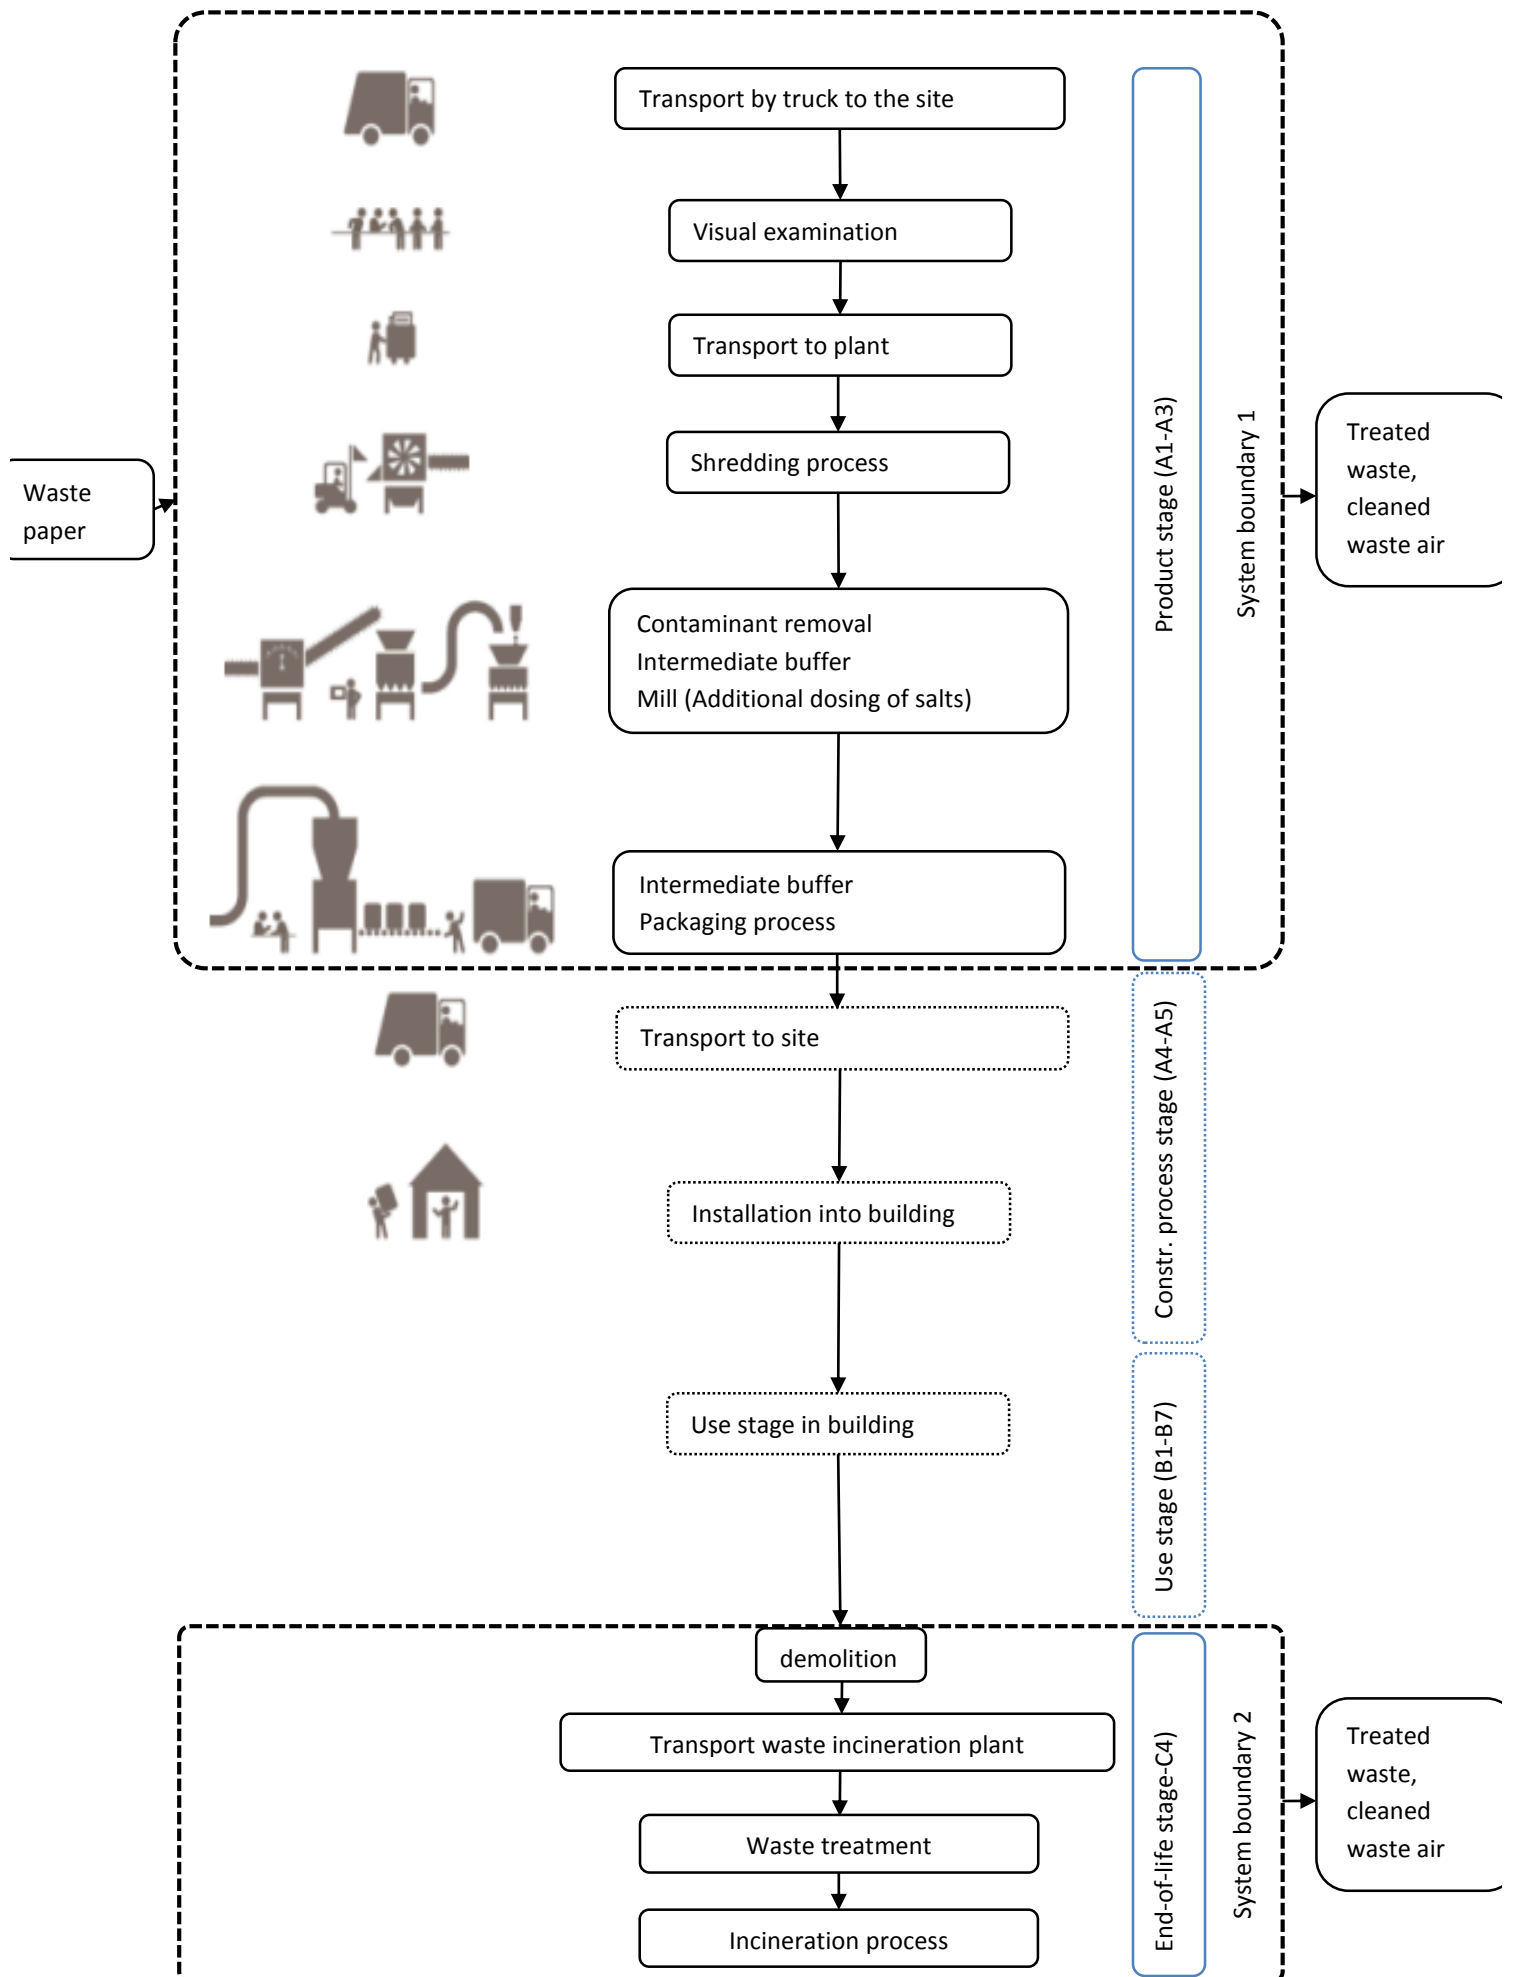 Transport by truck to the site
Visual examination
Transport to plant
Shredding process
Waste
paper
Contaminant removal
Intermediate buffer
Mill (Additional dosing of salts)
Intermediate buffer
Packaging process
Product stage (A1-A3)
System boundary 1
Treated
waste,
cleaned
waste air
Transport to site
Installation into building
Constr. process stage (A4-A5)
Use stage in building
Use stage (B1-B7)
demolition
Transport waste incineration plant
Waste treatment
Incineration process
End-of-life stage-C4)
System boundary 2
Treated
waste,
cleaned
waste air